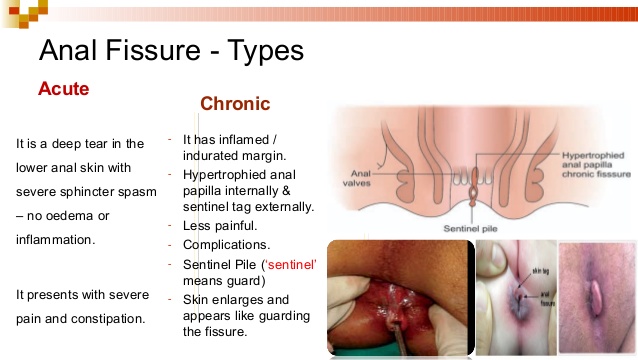 Anal Fissure - Types
Acute
It is a deep tear in the
lower anal skin with
severe sphincter spasm
– no oedema or
inflammation.
It presents with severe
pain and constipation.
Chronic
- It has inflamed /
indurated margin.
- Hypertrophied anal
papilla internally &
sentinel tag externally.
- Less painful.
- Complications.
- Sentinel Pile (‘sentinel’
means guard)
- Skin enlarges and
appears like guarding
the fissure.
Anal
valves
Hypertrophied
anal papilla
chronic fisssure
Sentinel pile
skin tag
anal
fissure